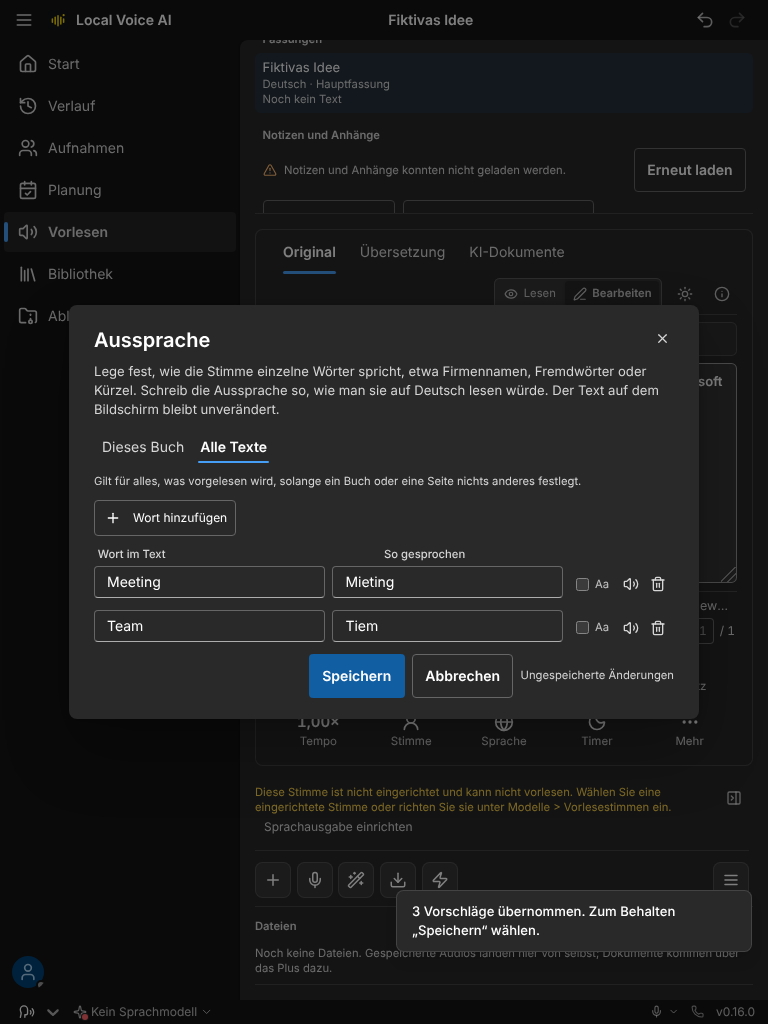 Local Voice AI
Fiktivas Idee
Start
Verlauf
Aufnahmen
Planung
Vorlesen
Bibliothek
Fassungen
Fiktivas Idee
Deutsch · Hauptfassung
Noch kein Text
Notizen und Anhänge
Notizen und Anhänge konnten nicht geladen werden.
Erneut laden
Original Übersetzung KI-Dokumente
Lesen Bearbeiten
Aussprache
Lege fest, wie die Stimme einzelne Wörter spricht, etwa Firmennamen, Fremdwörter oder
Kürzel. Schreib die Aussprache so, wie man sie auf Deutsch lesen würde. Der Text auf dem
Bildschirm bleibt unverändert.
Dieses Buch Alle Texte
Gilt für alles, was vorgelesen wird, solange ein Buch oder eine Seite nichts anderes festlegt.
Wort hinzufügen
Wort im Text So gesprochen
Meeting Mieting Aa
Team Tiem Aa
Speichern Abbrechen Ungespeicherte Änderungen
1 / 1
1,00×
Tempo Stimme Sprache Timer Mehr
Diese Stimme ist nicht eingerichtet und kann nicht vorlesen. Wählen Sie eine
eingerichtete Stimme oder richten Sie sie unter Modelle > Vorlesestimmen ein.
Sprachausgabe einrichten
3 Vorschläge übernommen. Zum Behalten
„Speichern“ wählen.
Dateien
Noch keine Dateien. Gespeicherte Audios landen hier von selbst; Dokumente kommen über
das Plus dazu.
Kein Sprachmodell
v0.16.0